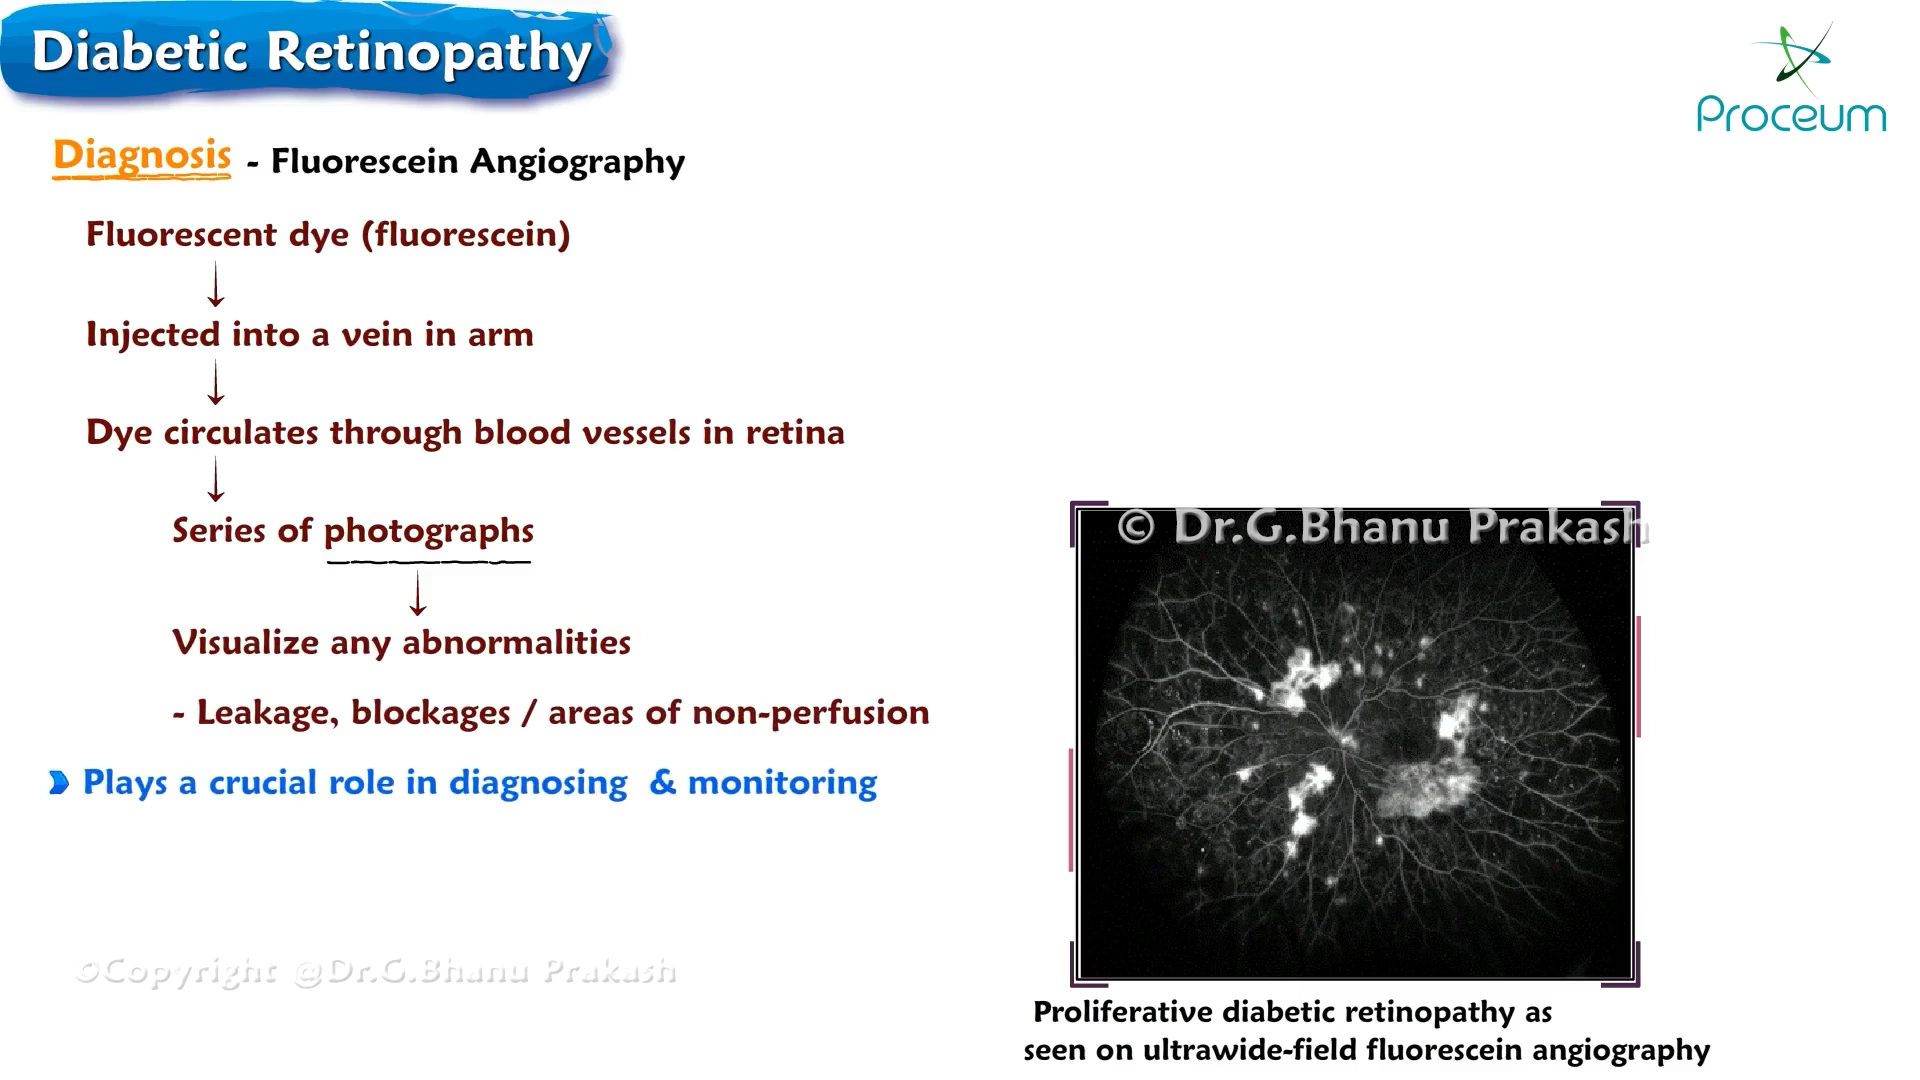 Diabetic Retinopathy
Proceum
Diagnosis - Fluorescein Angiography
Fluorescent dye (fluorescein)
Injected into a vein in arm
Dye circulates through blood vessels in retina
Series of photographs
Visualize any abnormalities
- Leakage, blockages / areas of non-perfusion
Plays a crucial role in diagnosing & monitoring
© Dr.G.Bhanu Prakash
©Copyright @Dr.G.Bhanu Prakash
Proliferative diabetic retinopathy as
seen on ultrawide-field fluorescein angiography